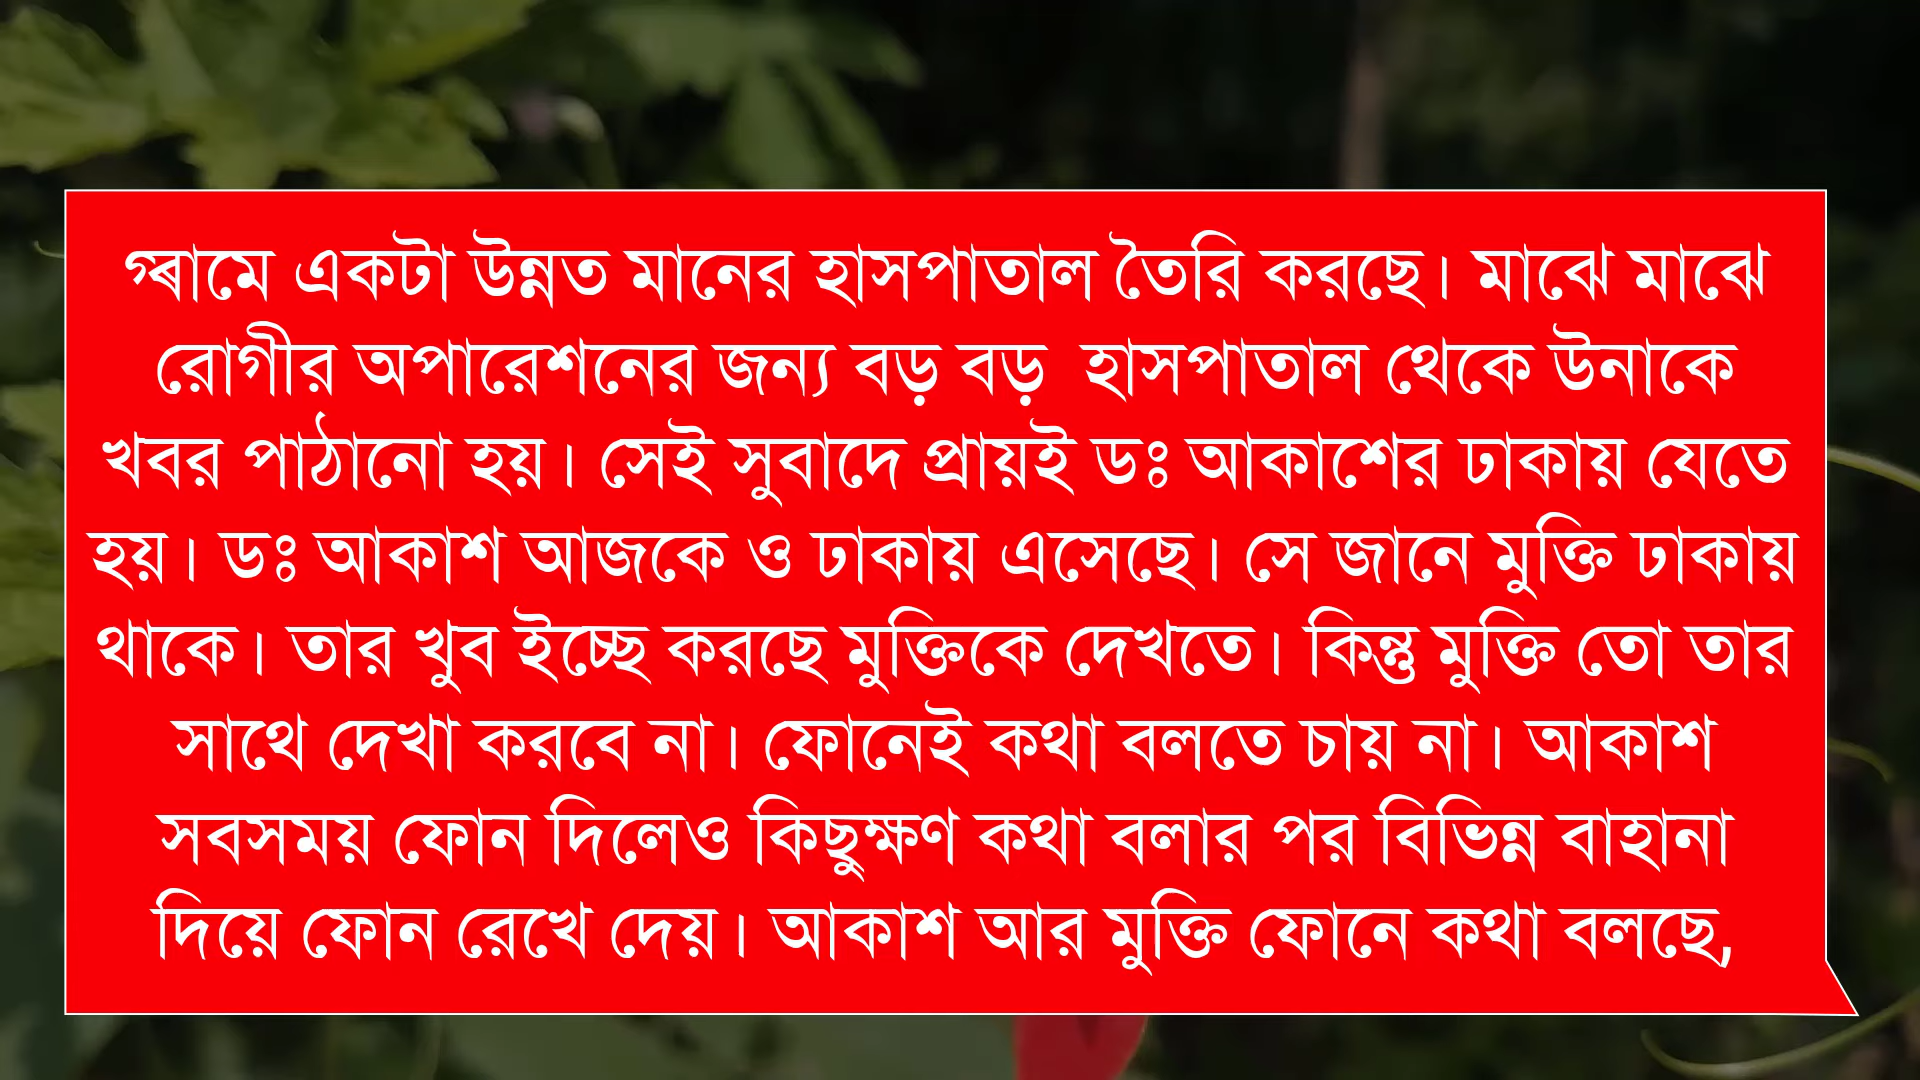 গ্ৰামে একটা উন্নত মানের হাসপাতাল তৈরি করছে। মাঝে মাঝে
রোগীর অপারেশনের জন্য বড় বড় হাসপাতাল থেকে উনাকে
খবর পাঠানো হয়। সেই সুবাদে প্রায়ই ডঃ আকাশের ঢাকায় যেতে
হয়। ডঃ আকাশ আজকে ও ঢাকায় এসেছে। সে জানে মুক্তি ঢাকায়
থাকে। তার খুব ইচ্ছে করছে মুক্তিকে দেখতে। কিন্তু মুক্তি তো তার
সাথে দেখা করবে না। ফোনেই কথা বলতে চায় না। আকাশ
সবসময় ফোন দিলেও কিছুক্ষণ কথা বলার পর বিভিন্ন বাহানা
দিয়ে ফোন রেখে দেয়। আকাশ আর মুক্তি ফোনে কথা বলছে,